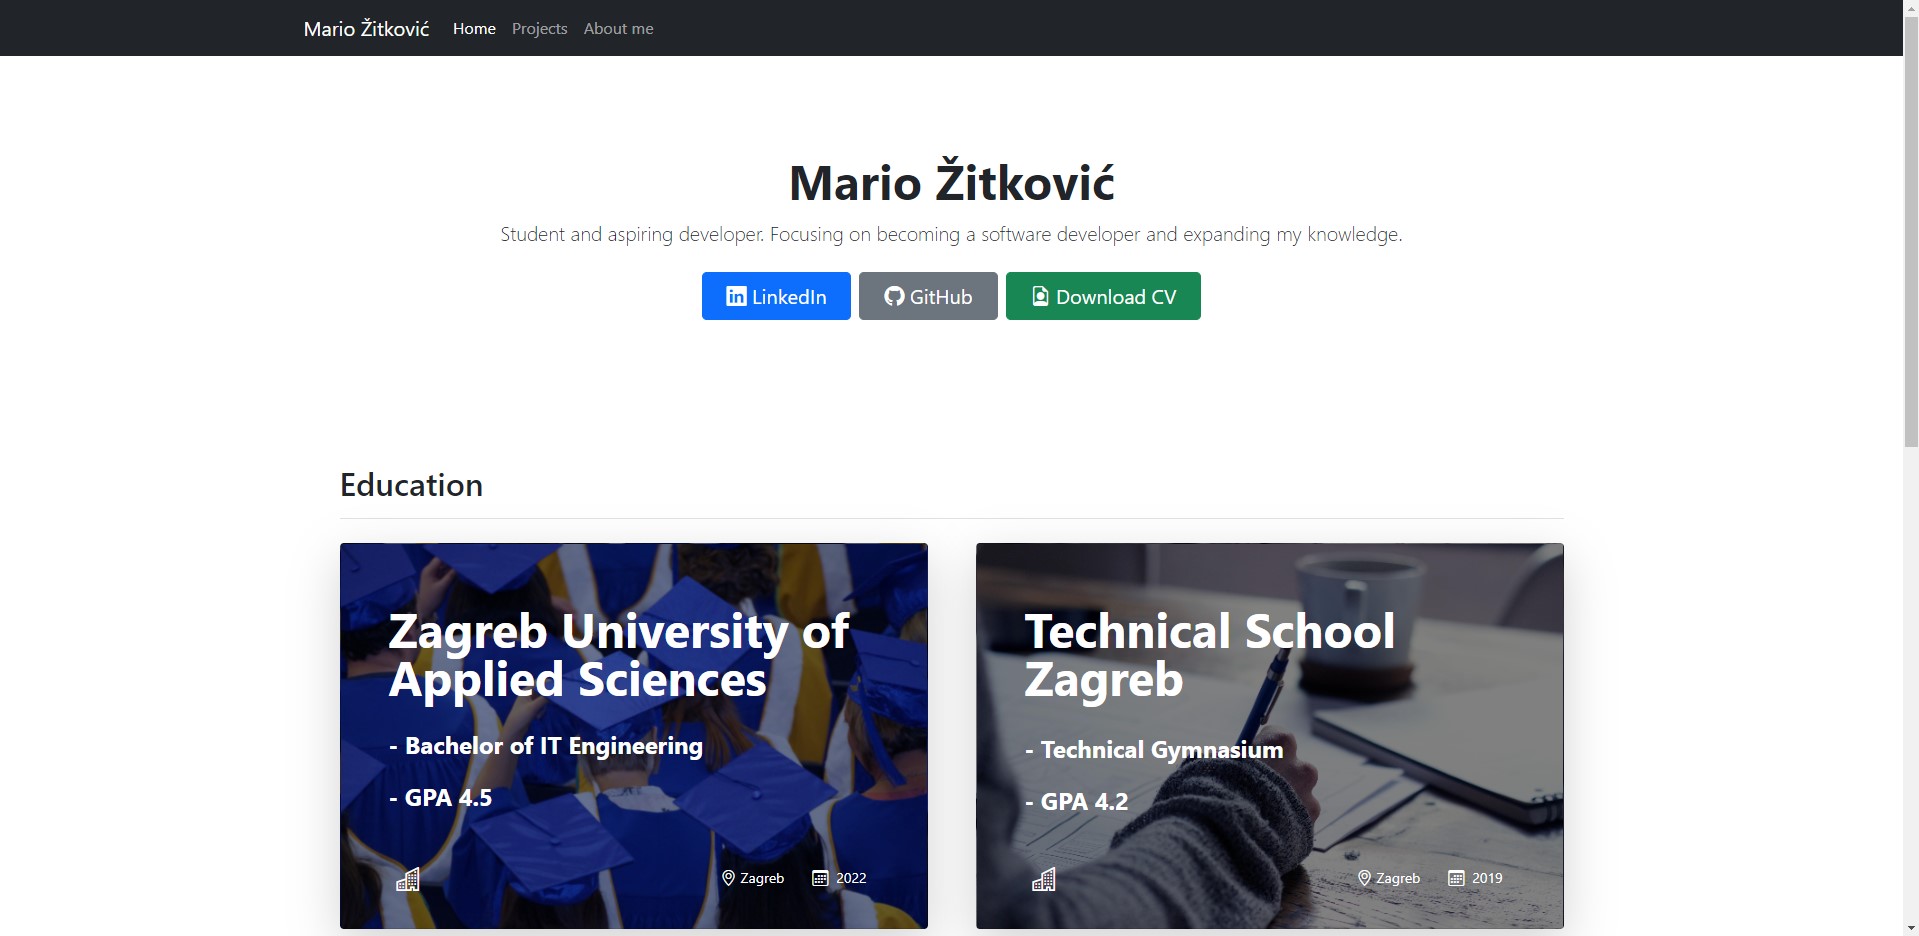 Mario Žitković Home Projects About me
Mario Žitković
Student and aspiring developer. Focusing on becoming a software developer and expanding my knowledge.
LinkedIn GitHub Download CV
Education
Zagreb University of
Applied Sciences
- Bachelor of IT Engineering
- GPA 4.5
Zagreb 2022
Technical School
Zagreb
- Technical Gymnasium
- GPA 4.2
Zagreb 2019